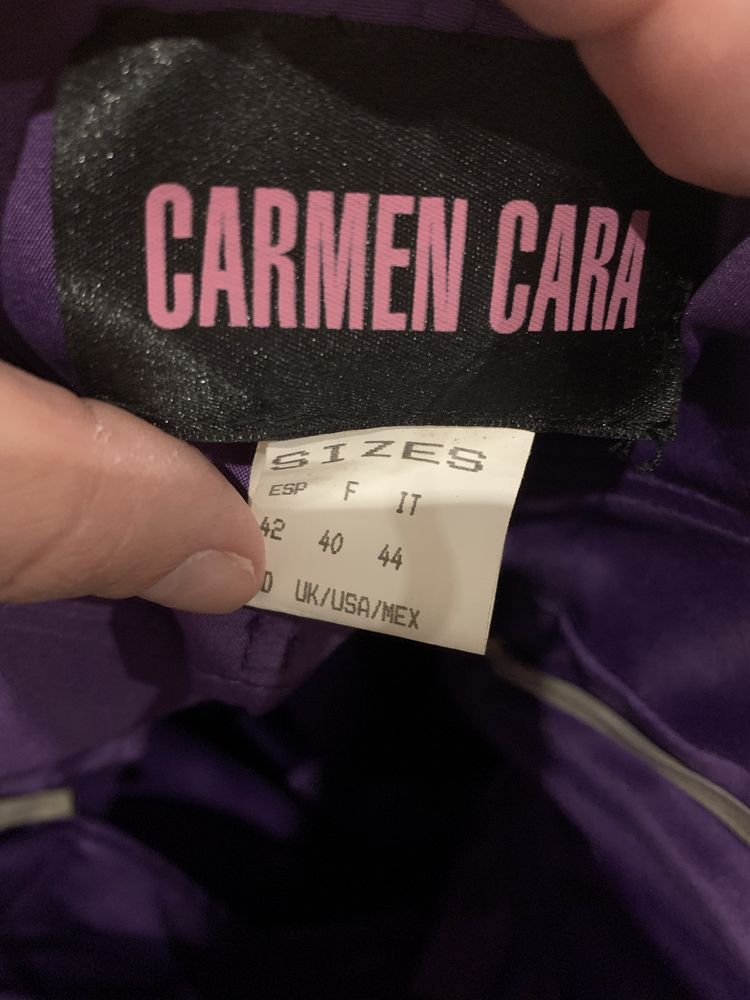 CARMEN CARA
SIZES
ESP F IT
42 40 44
D UK/USA/MEX